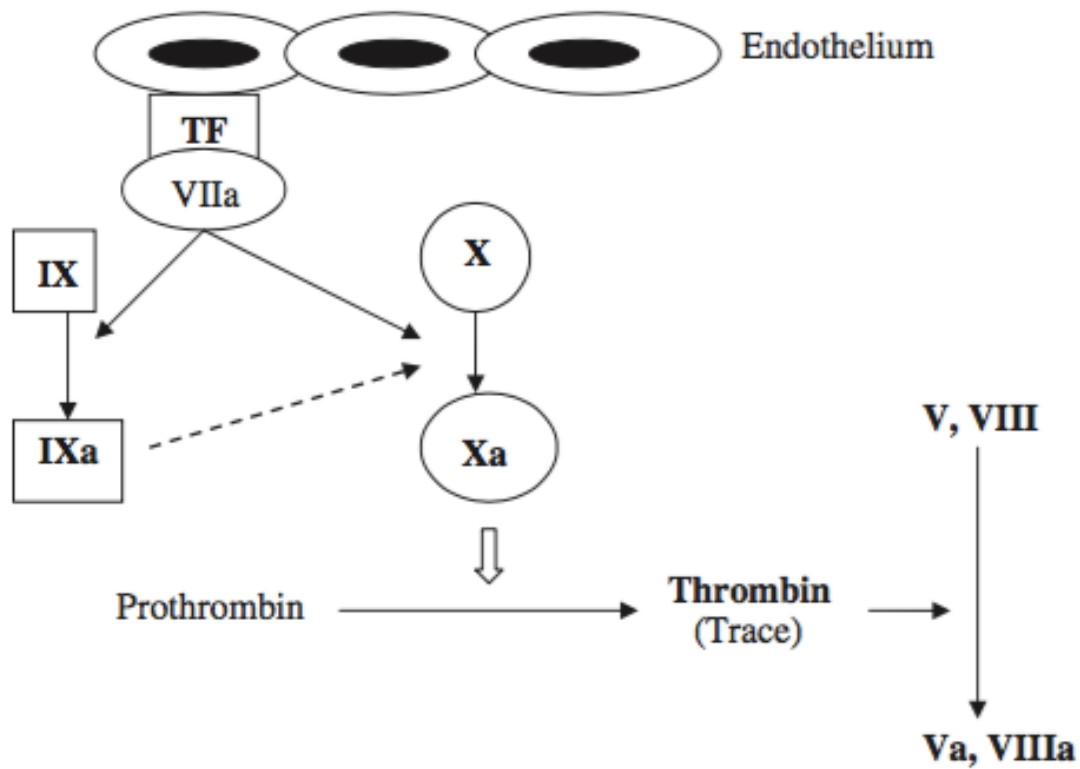 Endothelium
TF
VIIa
IX
X
IXa
Xa
V, VIII
Prothrombin
Thrombin
(Trace)
Va, VIIIa